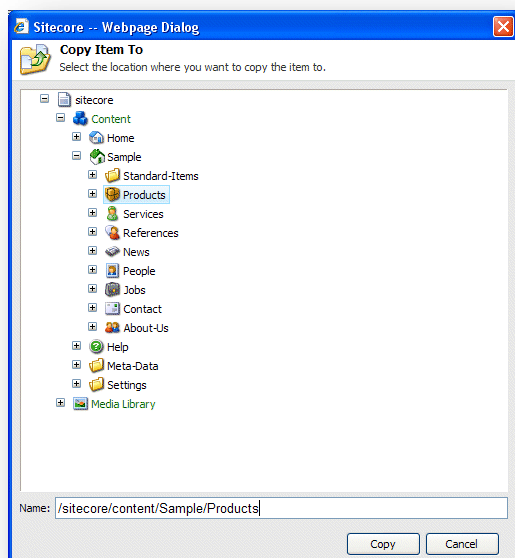 Sitecore -- Webpage Dialog
Copy Item To
Select the location where you want to copy the item to.
sitecore
Content
Home
Sample
Standard-Items
Products
Services
References
News
People
Jobs
Contact
About-Us
Help
Meta-Data
Settings
Media Library
Name: /sitecore/content/Sample/Products
Copy Cancel